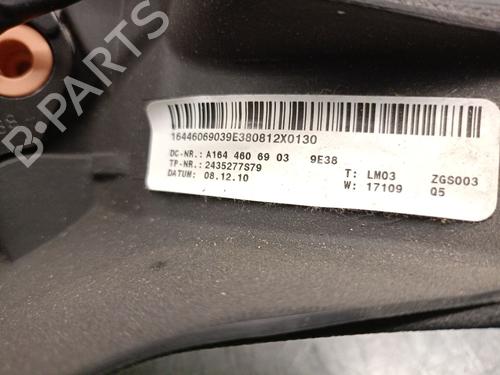 B-PARTS
16446069039E380812X0130
DC-NR.: A164 460 69 03 9E38
TP-NR.: 2435277S79
DATUM: 08.12.10
T: LM03 ZGS003
W: 17109 Q5